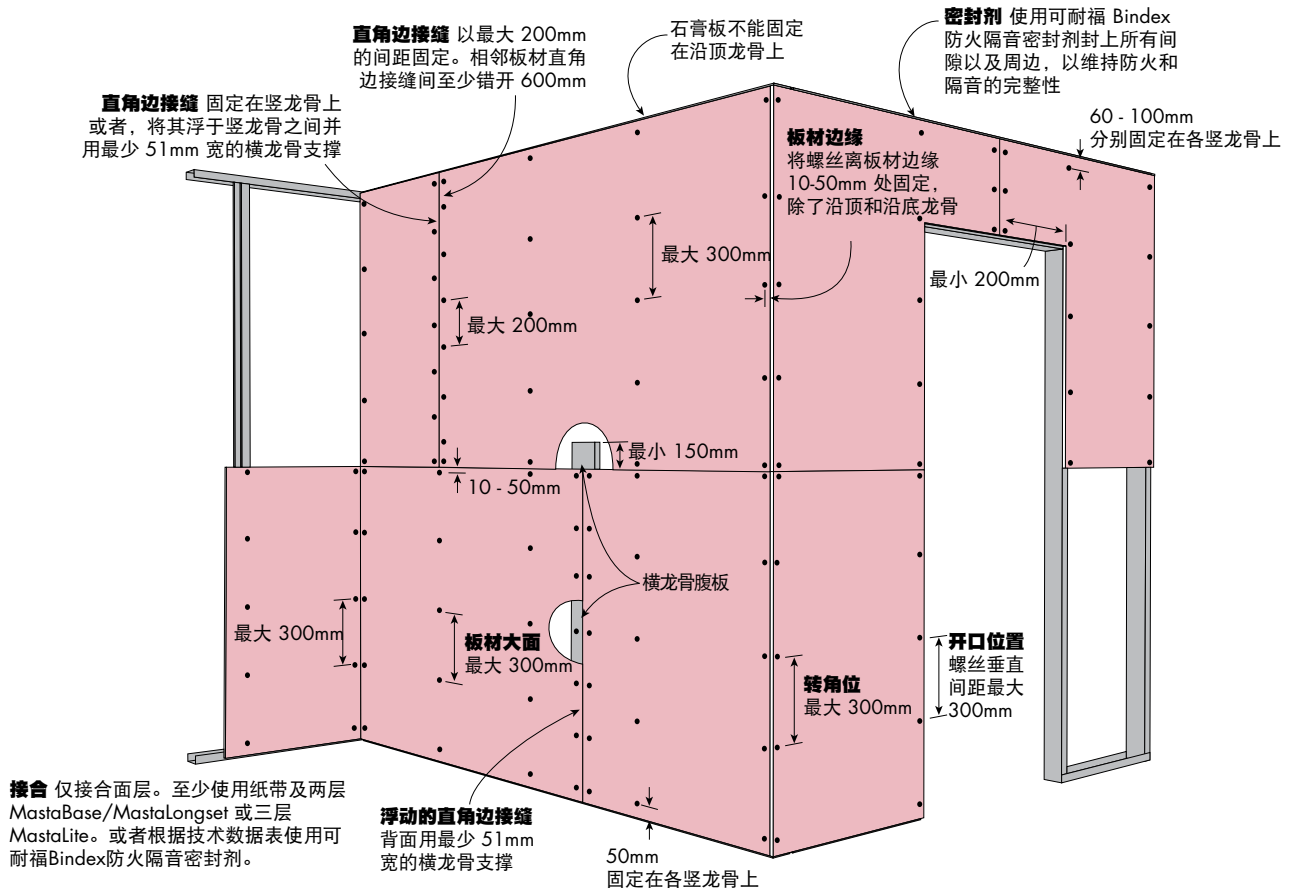 直角边接缝 以最大 200mm
的间距固定。相邻板材直角
边接缝间至少错开 600mm
石膏板不能固定
在沿顶龙骨上
密封剂 使用可耐福 Bindex
防火隔音密封剂封上所有间
隙以及周边，以维持防火和
隔音的完整性
直角边接缝 固定在竖龙骨上
或者，将其浮于竖龙骨之间并
用最少 51mm 宽的横龙骨支撑
60 - 100mm
分别固定在各竖龙骨上
板材边缘
将螺丝离板材边缘
10-50mm 处固定，
除了沿顶和沿底龙骨
最大 300mm
最小 200mm
最大 200mm
最小 150mm
10 - 50mm
横龙骨腹板
最大 300mm
板材大面
最大 300mm
开口位置
螺丝垂直
间距最大
300mm
转角位
最大 300mm
接合 仅接合面层。至少使用纸带及两层
MastaBase/MastaLongset 或三层
MastaLite。或者根据技术数据表使用可
耐福Bindex防火隔音密封剂。
浮动的直角边接缝
背面用最少 51mm
宽的横龙骨支撑
50mm
固定在各竖龙骨上